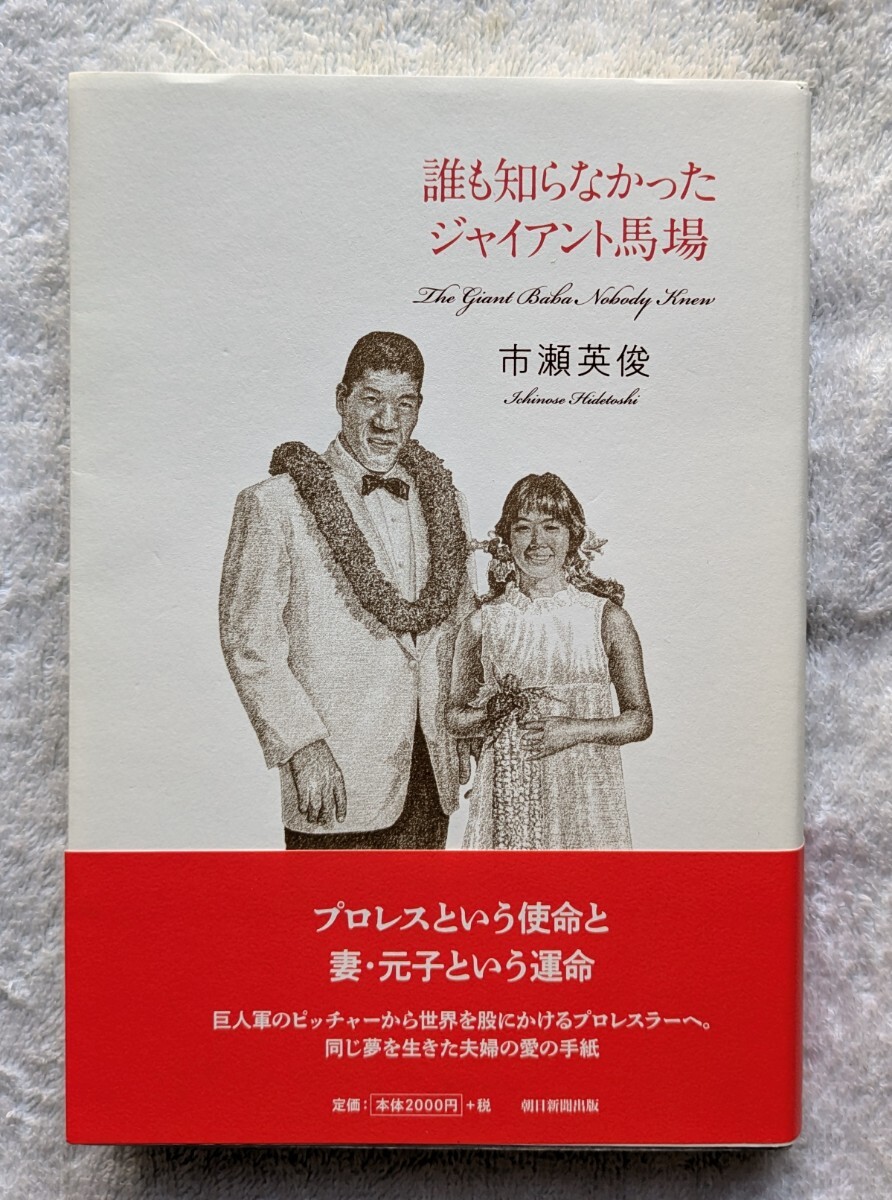 誰も知らなかった
ジャイアント馬場
The Giant Baba Nobody Knew
市瀬英俊
Ichinose Hidetoshi
プロレスという使命と
妻・元子という運命
巨人軍のピッチャーから世界を股にかけるプロレスラーへ。
同じ夢を生きた夫婦の愛の手紙
定価：本体2000円+税 朝日新聞出版